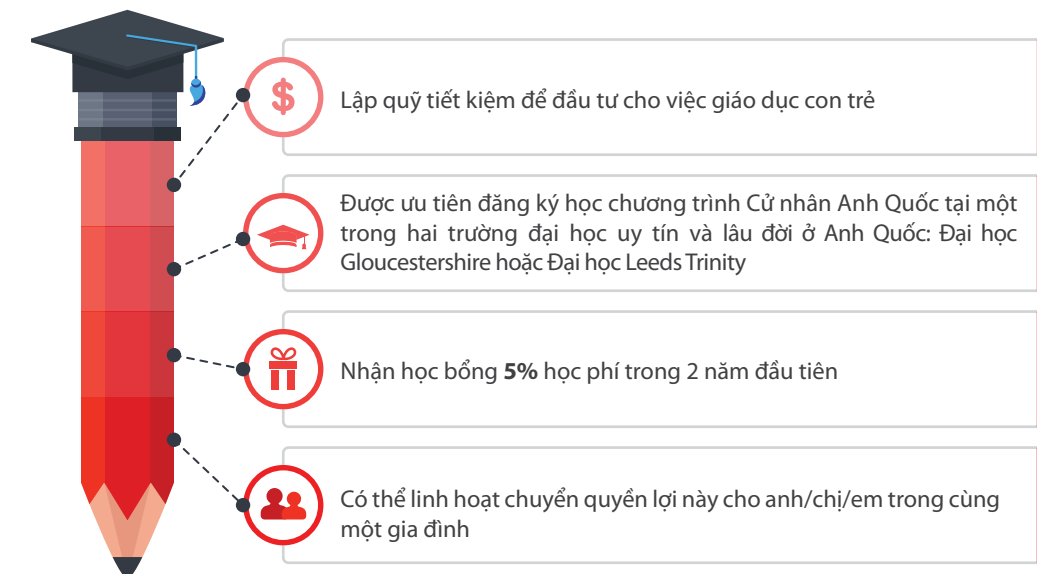 $
Lập quỹ tiết kiệm để đầu tư cho việc giáo dục con trẻ
Được ưu tiên đăng ký học chương trình Cử nhân Anh Quốc tại một
trong hai trường đại học uy tín và lâu đời ở Anh Quốc: Đại học
Gloucestershire hoặc Đại học Leeds Trinity
Nhận học bổng 5% học phí trong 2 năm đầu tiên
Có thể linh hoạt chuyển quyền lợi này cho anh/chị/em trong cùng
một gia đình